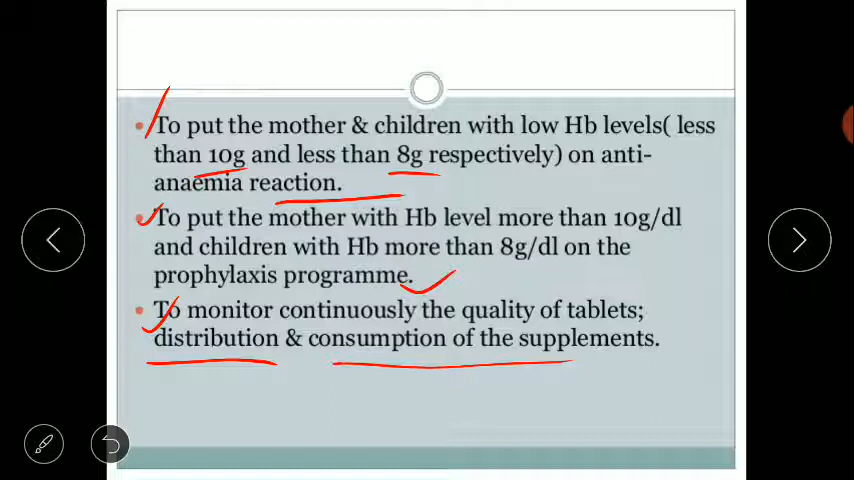 To put the mother & children with low Hb levels( less
than 10g and less than 8g respectively) on anti-
anaemia reaction.
To put the mother with Hb level more than 10g/dl
and children with Hb more than 8g/dl on the
prophylaxis programme.
To monitor continuously the quality of tablets;
distribution & consumption of the supplements.